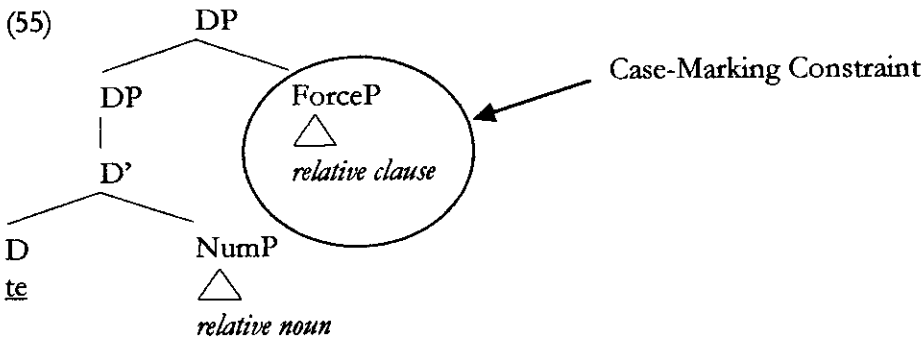 (55)
DP
Case-Marking Constraint
DP
ForceP
relative clause
D’
D
NumP
te
relative noun